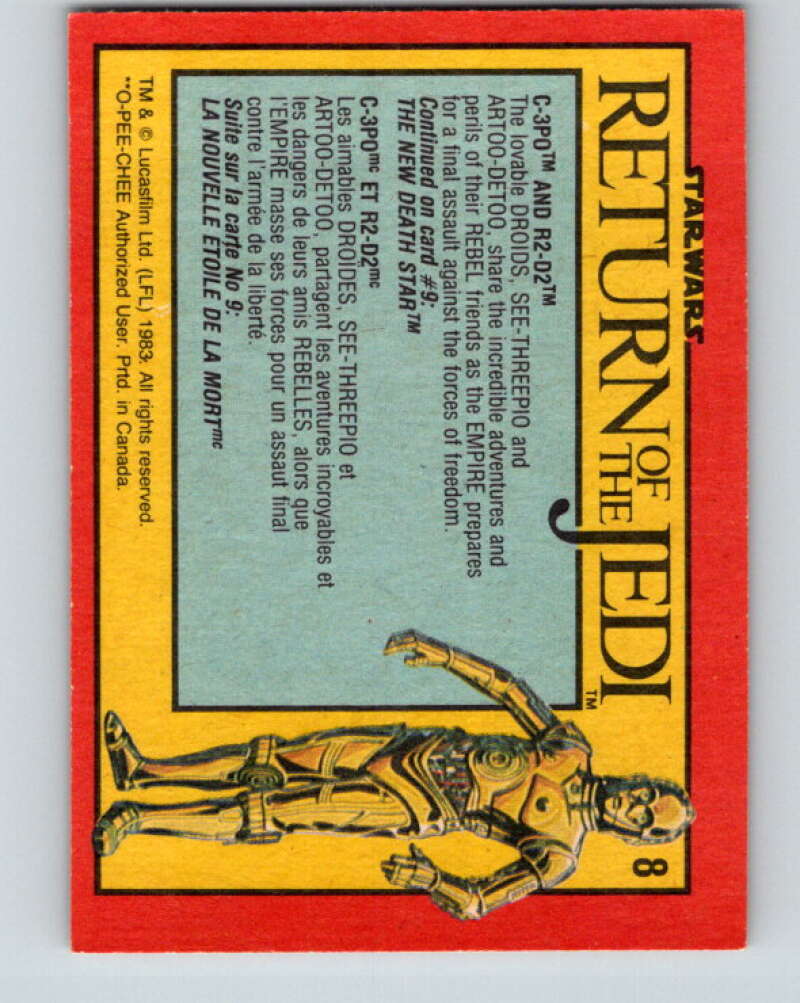 STAR WARS
RETURN OF THE JEDI™
8
C-3PO™ AND R2-D2™
The lovable DROIDS, SEE-THREEPIO and
ARTOO-DETOO, share the incredible adventures and
perils of their REBEL friends as the EMPIRE prepares
for a final assault against the forces of freedom.
Continued on card #9:
THE NEW DEATH STAR™
C-3POmc ET R2-D2mc
Les aimables DROIDES, SEE-THREEPIO et
ARTOO-DETOO, partagent les aventures incroyables et
les dangers de leurs amis REBELLES, alors que
l'EMPIRE masse ses forces pour un assaut final
contre l'armée de la liberté.
Suite sur la carte No 9:
LA NOUVELLE ÉTOILE DE LA MORTmc
TM & © Lucasfilm Ltd. (LFL) 1983. All rights reserved.
**O-PEE-CHEE Authorized User. Prtd. in Canada.